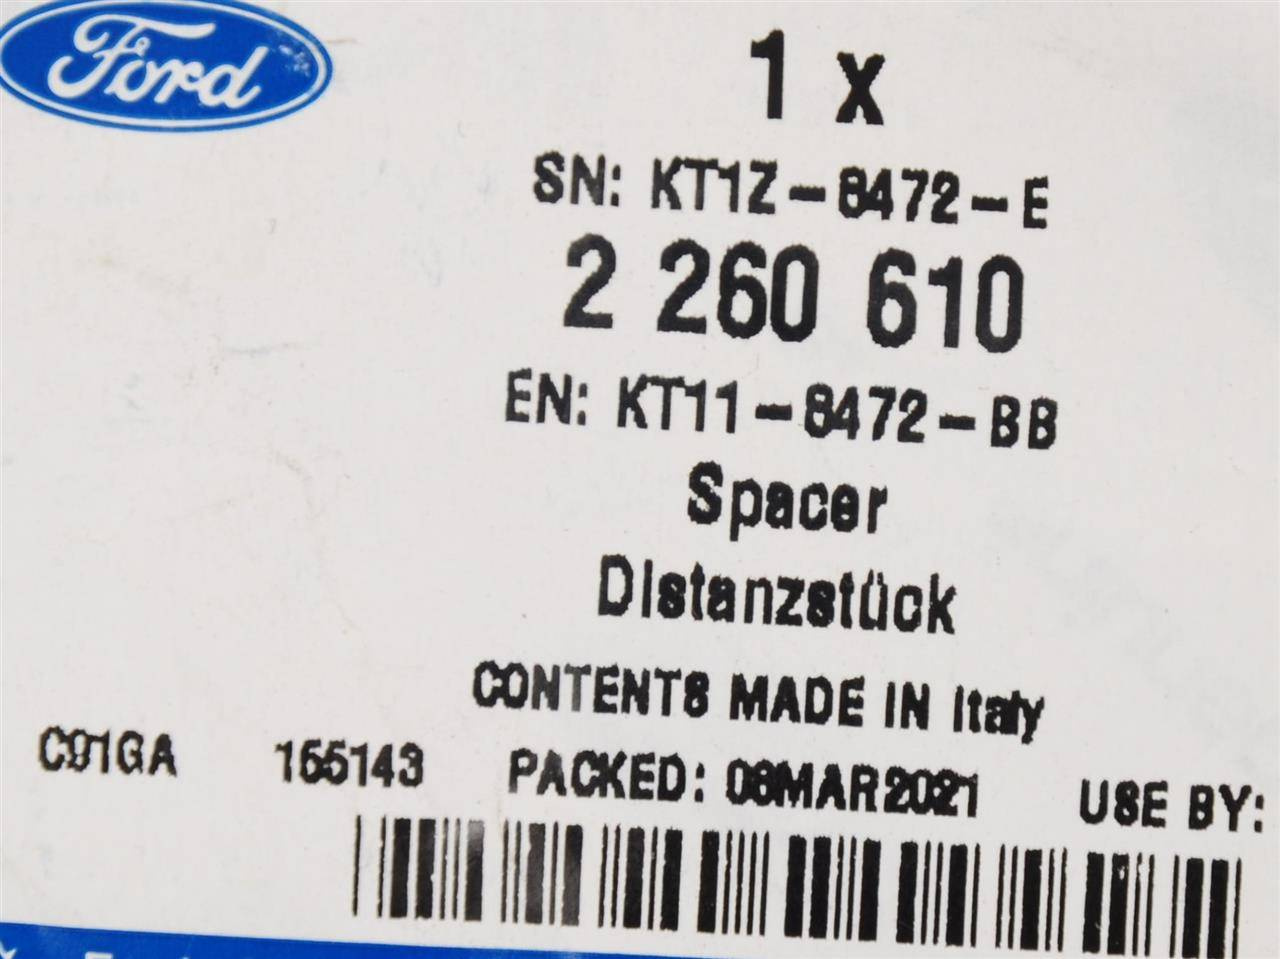 Ford
1 x
SN: KT1Z-8472-E
2 260 610
EN: KT11-8472-BB
Spacer
Distanzstück
CONTENTS MADE IN Italy
C91GA 155143 PACKED: 08MAR2021 USE BY: